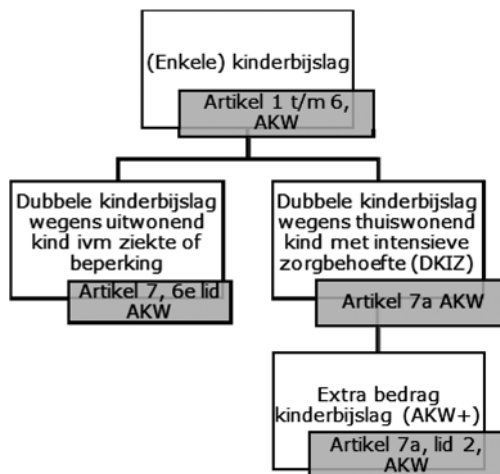 (Enkele) kinderbijslag
Artikel 1 t/m 6,
AKW
Dubbele kinderbijslag
wegens uitwonend
kind ivm ziekte of
beperking
Artikel 7, 6e lid
AKW
Dubbele kinderbijslag
wegens thuiswonend
kind met intensieve
zorgbehoefte (DKIZ)
Artikel 7a AKW
Extra bedrag
kinderbijslag (AKW+)
Artikel 7a, lid 2,
AKW